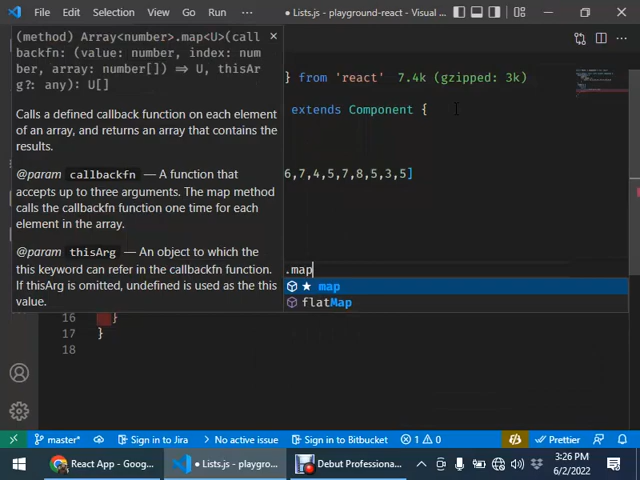 File Edit Selection View Go Run ··· ● Lists.js - playground-react - Visual ...
(method) Array<number>.map<U>(call
backfn: (value: number, index: num
ber, array: number[]) => U, thisAr
g?: any): U[]
Calls a defined callback function on each element
of an array, and returns an array that contains the
results.
@param callbackfn — A function that
accepts up to three arguments. The map method
calls the callbackfn function one time for each
element in the array.
@param thisArg — An object to which the
this keyword can refer in the callbackfn function.
If thisArg is omitted, undefined is used as the this
value.
} from 'react' 7.4k (gzipped: 3k)
extends Component {
6,7,4,5,7,8,5,3,5]
.map
★ map
flatMap
16 }
17 }
18
master* Sign in to Jira No active issue Sign in to Bitbucket 1 0 Prettier
React App - Goog... ● Lists.js - playgrou... Debut Professiona... 3:26 PM
6/2/2022